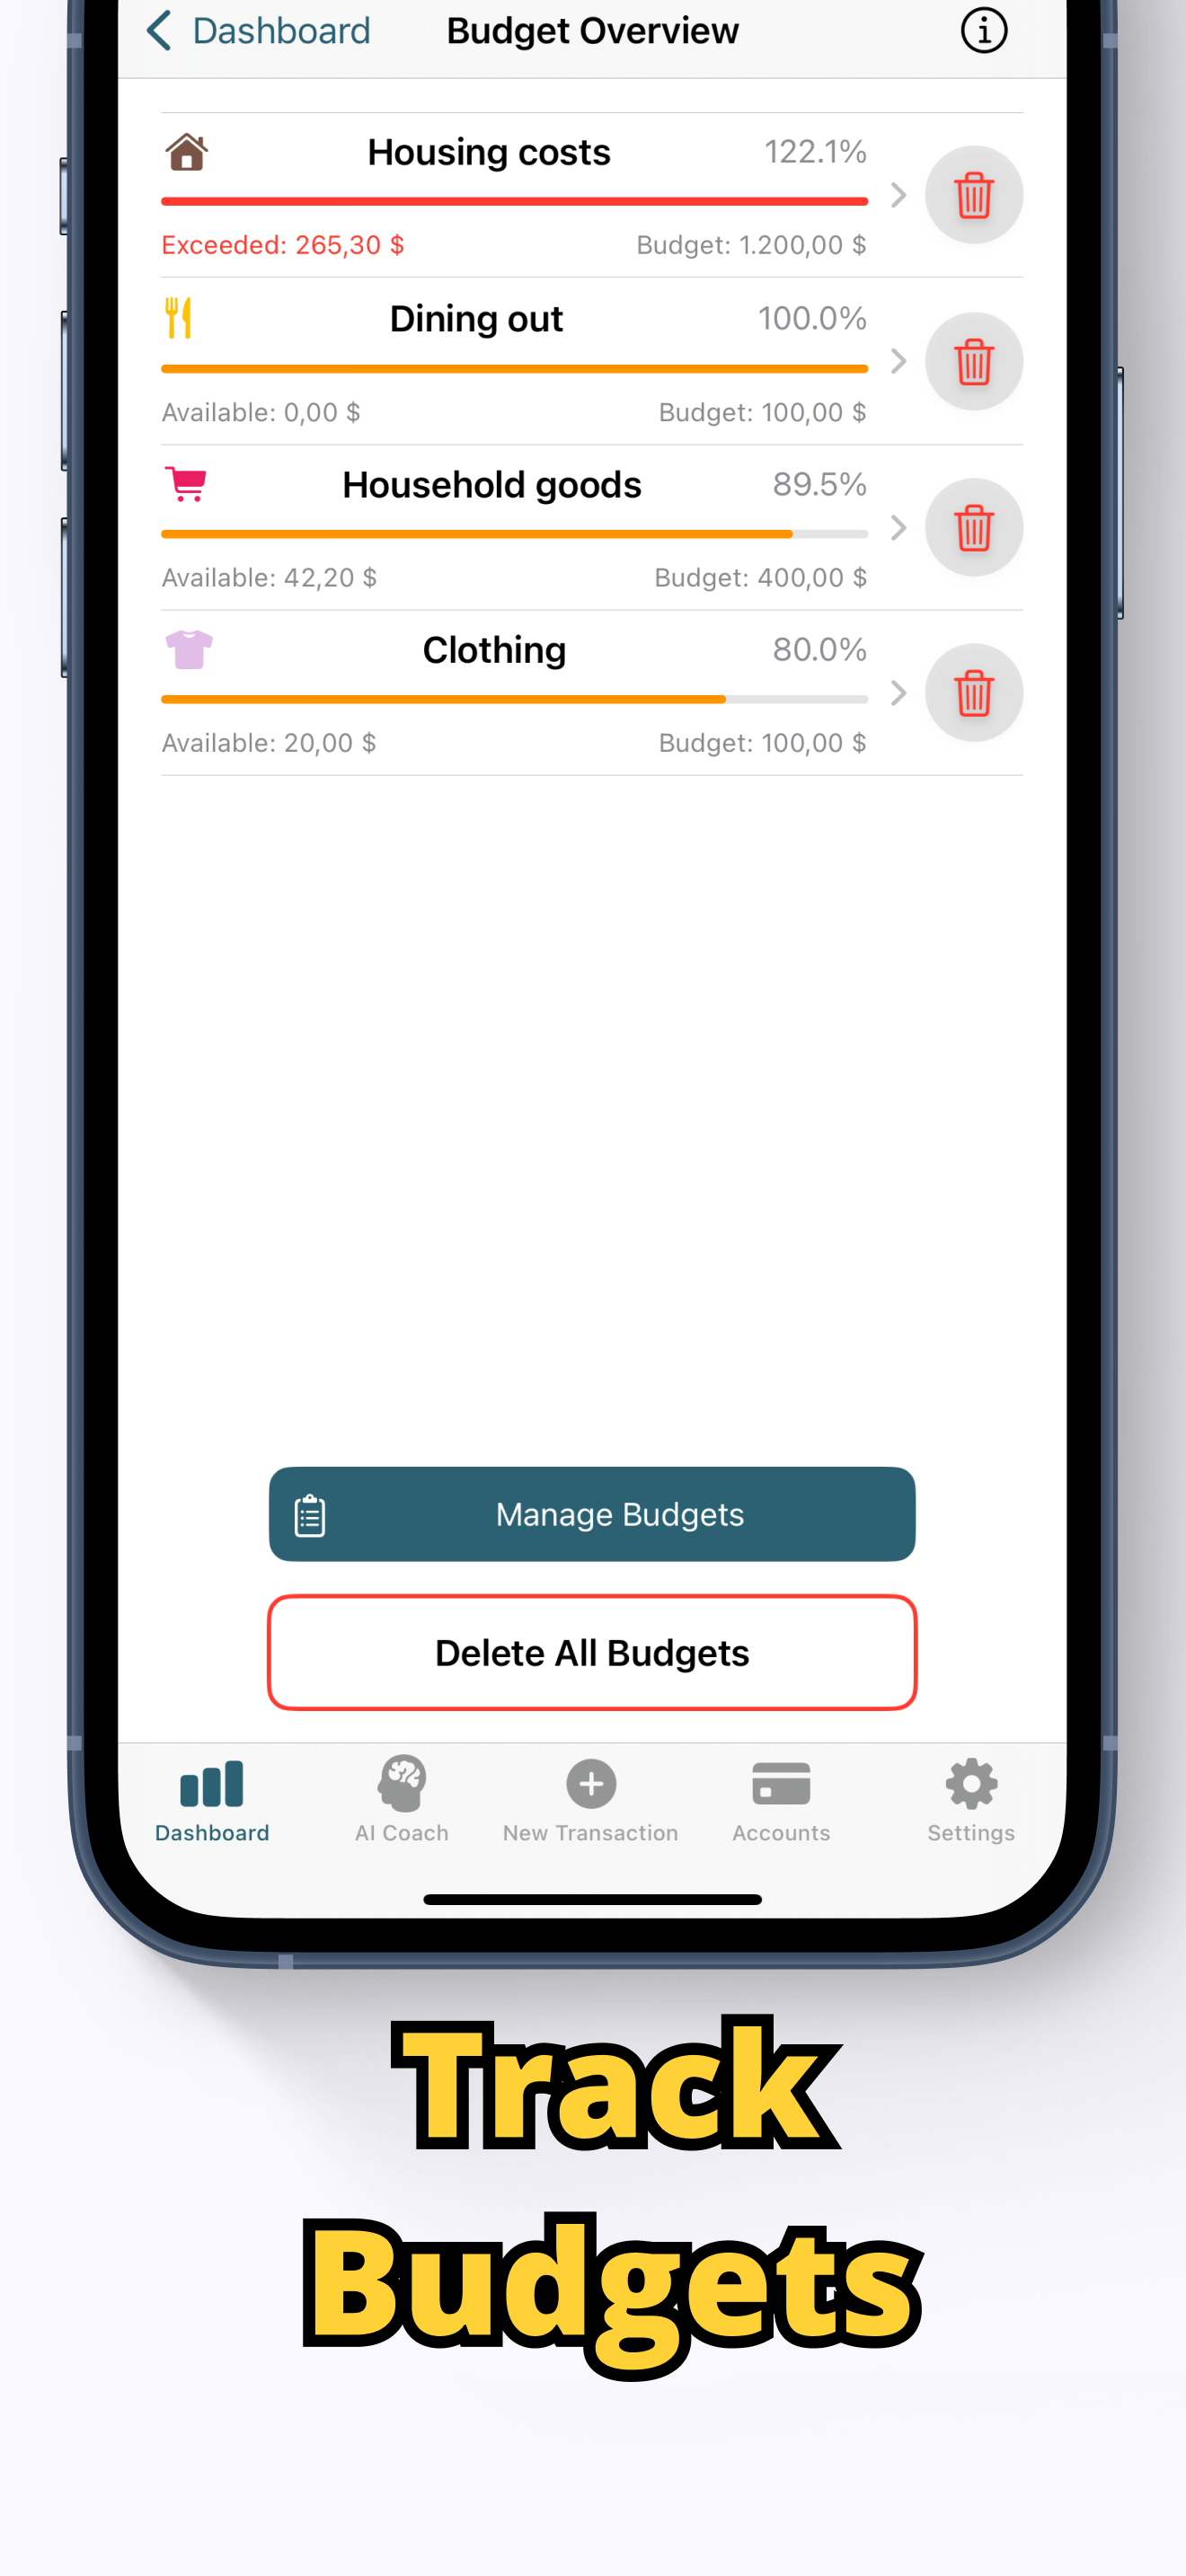 Dashboard Budget Overview
Housing costs 122.1%
Exceeded: 265,30 $ Budget: 1.200,00 $
Dining out 100.0%
Available: 0,00 $ Budget: 100,00 $
Household goods 89.5%
Available: 42,20 $ Budget: 400,00 $
Clothing 80.0%
Available: 20,00 $ Budget: 100,00 $
Manage Budgets
Delete All Budgets
Dashboard AI Coach New Transaction Accounts Settings
Track
Budgets